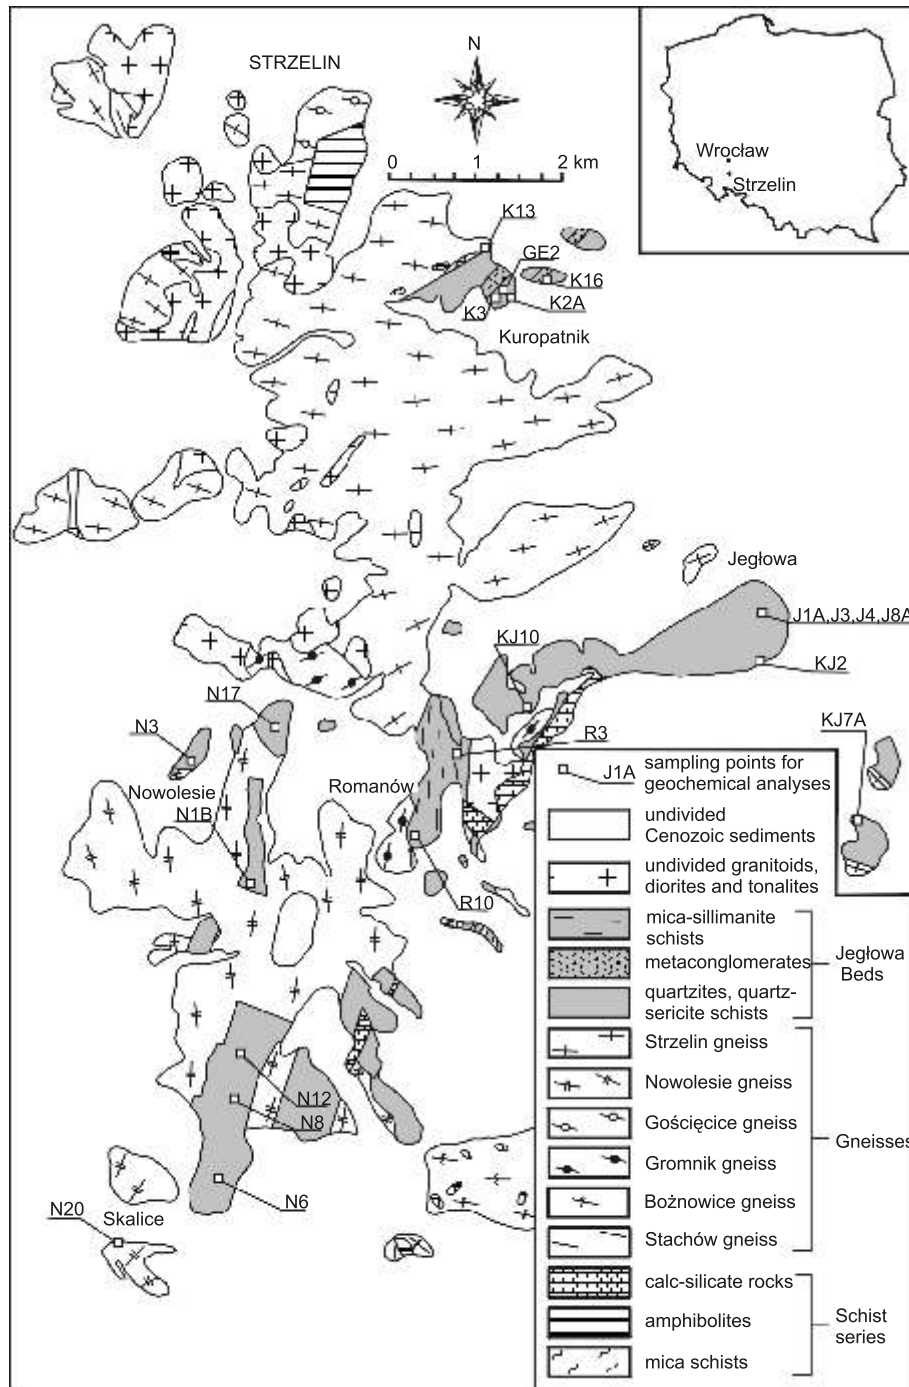 STRZELIN
N
0
1
2 km
Wrocław
Strzelin
K13
GE2
K16
K2A
K3
Kuropatnik
Jegłowa
J1A,J3,J4,J8A
KJ10
KJ2
N17
KJ7A
N3
R3
Nowolesie
Romanów
N1B
R10
N12
N8
N6
N20
Skalice
J1A
sampling points for
geochemical analyses
undivided
Cenozoic sediments
undivided granitoids,
diorites and tonalites
mica-sillimanite
schists
metaconglomerates
quartzites, quartz-
sericite schists
Jegłowa
Beds
Strzelin gneiss
Nowolesie gneiss
Gościęcice gneiss
Gromnik gneiss
Bożnowice gneiss
Stachów gneiss
Gneisses
calc-silicate rocks
amphibolites
mica schists
Schist
series